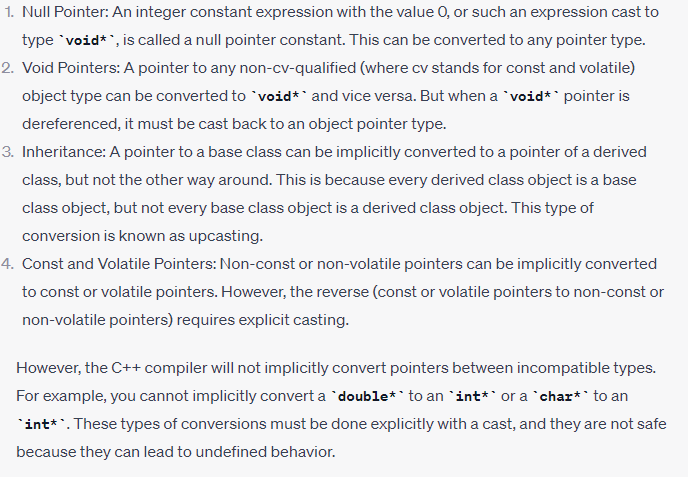 1. Null Pointer: An integer constant expression with the value 0, or such an expression cast to
type `void*`, is called a null pointer constant. This can be converted to any pointer type.
2. Void Pointers: A pointer to any non-cv-qualified (where cv stands for const and volatile)
object type can be converted to `void*` and vice versa. But when a `void*` pointer is
dereferenced, it must be cast back to an object pointer type.
3. Inheritance: A pointer to a base class can be implicitly converted to a pointer of a derived
class, but not the other way around. This is because every derived class object is a base
class object, but not every base class object is a derived class object. This type of
conversion is known as upcasting.
4. Const and Volatile Pointers: Non-const or non-volatile pointers can be implicitly converted
to const or volatile pointers. However, the reverse (const or volatile pointers to non-const or
non-volatile pointers) requires explicit casting.
However, the C++ compiler will not implicitly convert pointers between incompatible types.
For example, you cannot implicitly convert a `double*` to an `int*` or a `char*` to an
`int*`. These types of conversions must be done explicitly with a cast, and they are not safe
because they can lead to undefined behavior.